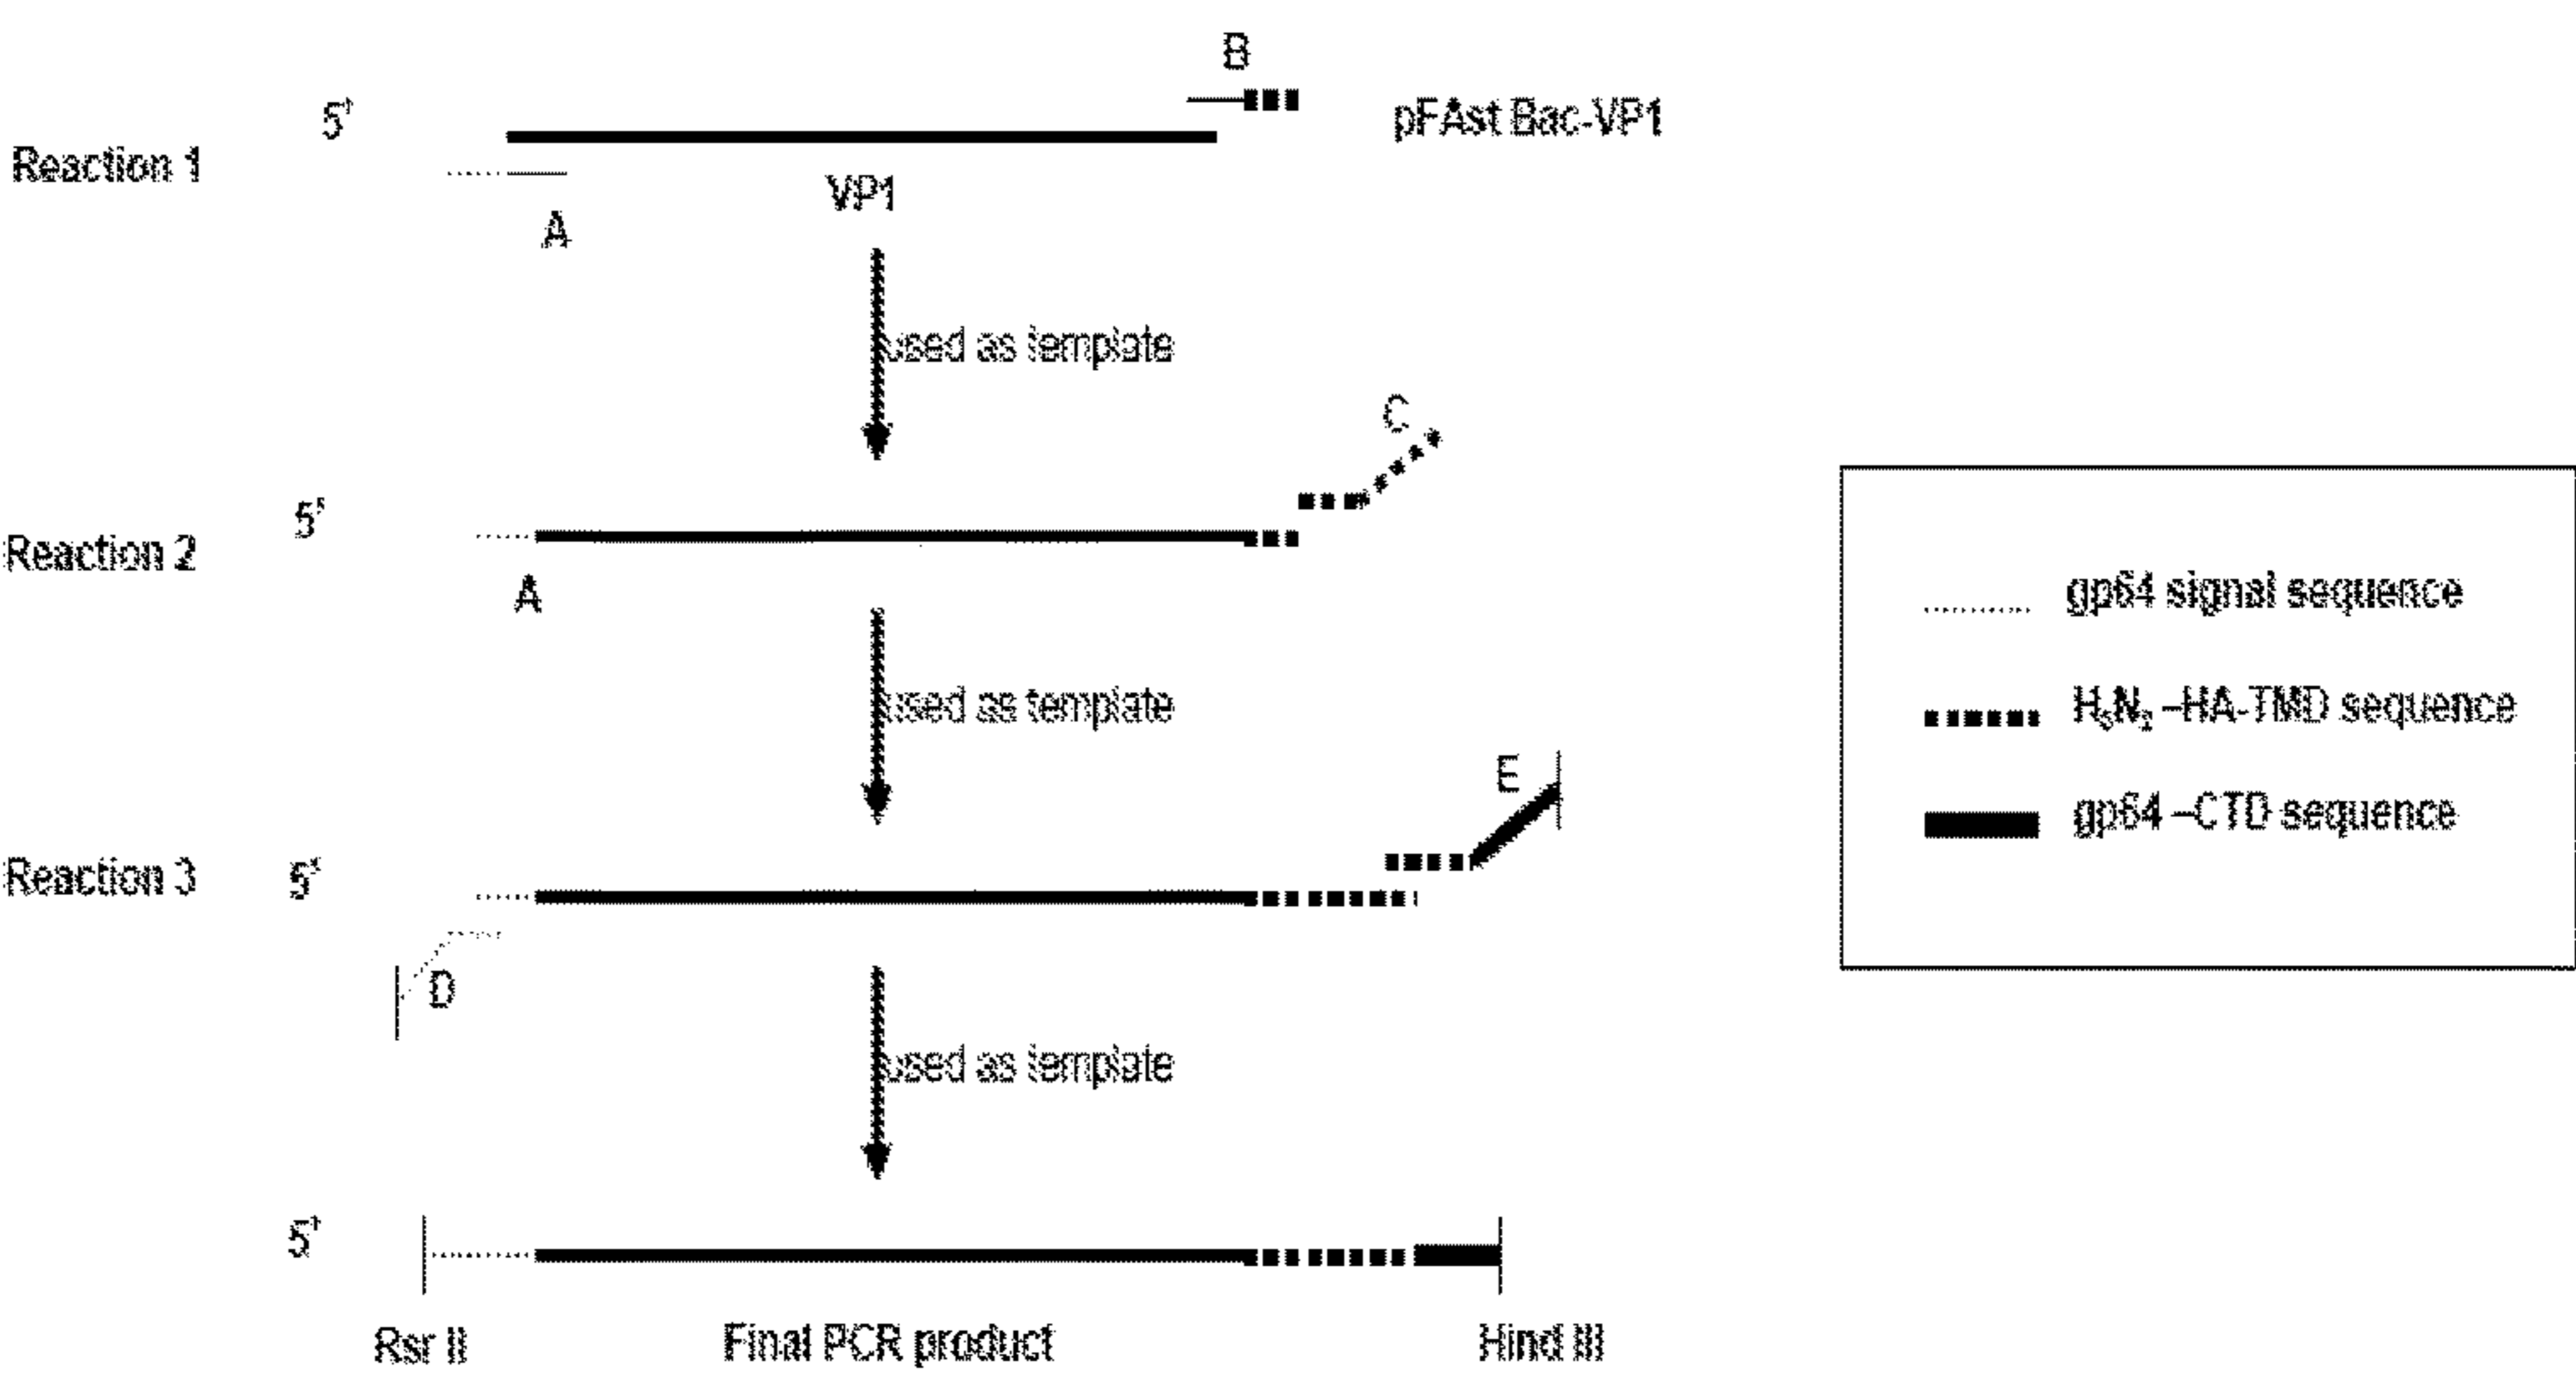 B
5'
pFAst Bac-VP1
Reaction 1
VP1
A
used as template
C
5'
Reaction 2
A
gp64 signal sequence
used as template
H₅N₂ –HA-TMD sequence
E
gp64 –CTD sequence
Reaction 3
5'
D
used as template
5'
Rsr II
Final PCR product
Hind III